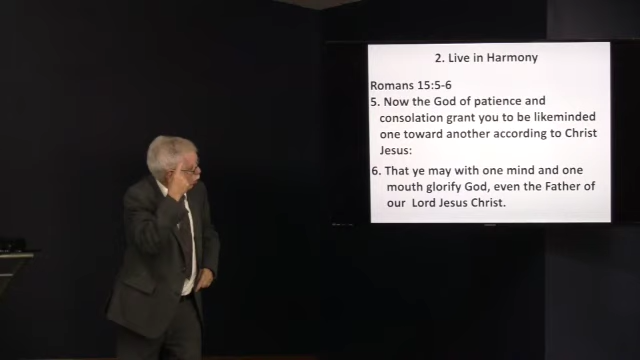 2. Live in Harmony
Romans 15:5-6
5. Now the God of patience and
consolation grant you to be likeminded
one toward another according to Christ
Jesus:
6. That ye may with one mind and one
mouth glorify God, even the Father of
our Lord Jesus Christ.